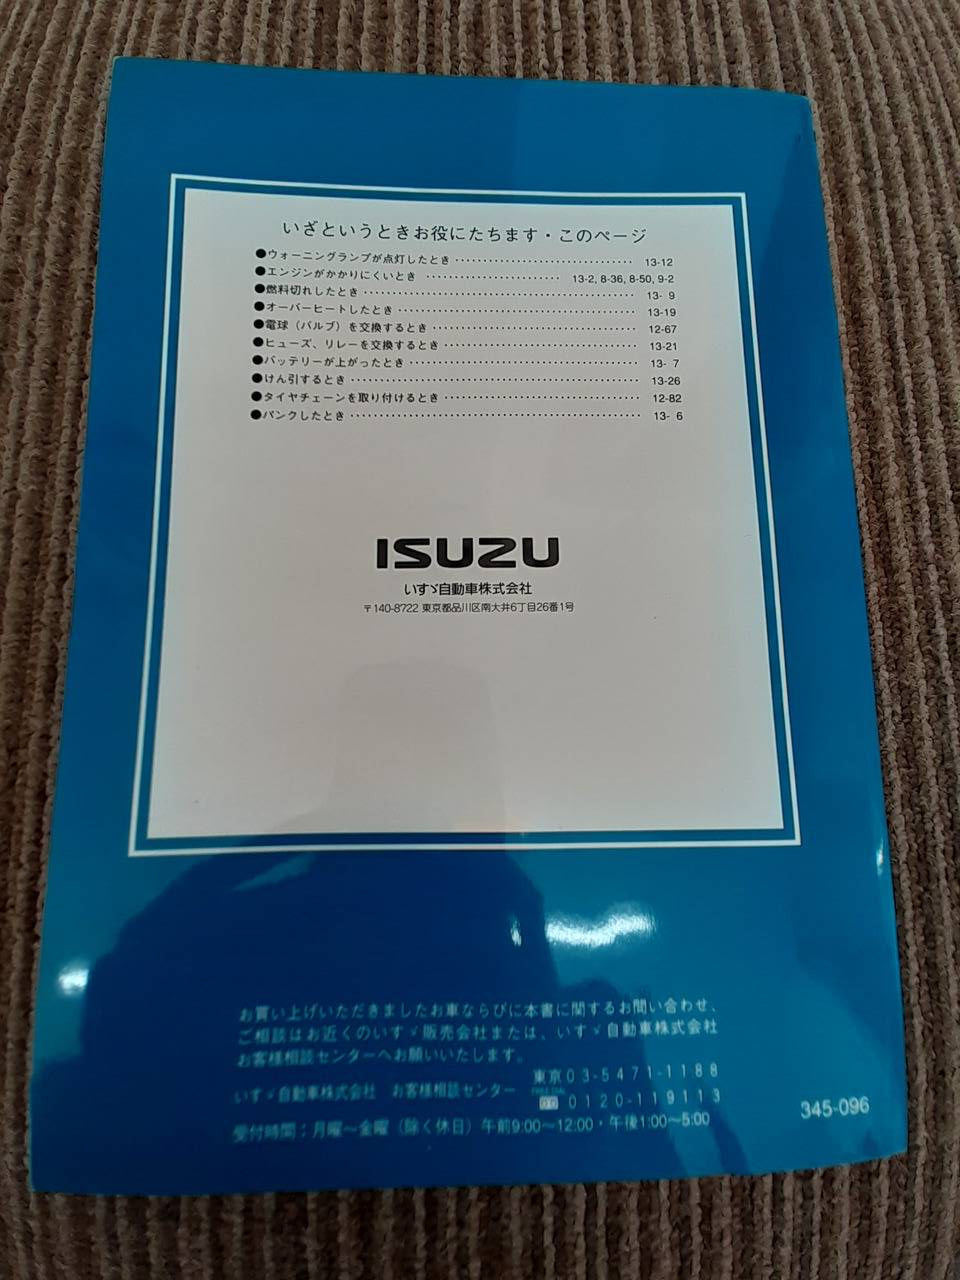 いざというときお役にたちます・このページ
●ウォーニングランプが点灯したとき 13-12
●エンジンがかかりにくいとき 13-2, 8-36, 8-50, 9-2
●燃料切れしたとき 13- 9
●オーバーヒートしたとき 13-19
●電球（バルブ）を交換するとき 12-67
●ヒューズ、リレーを交換するとき 13-21
●バッテリーが上がったとき 13- 7
●けん引するとき 13-26
●タイヤチェーンを取り付けるとき 12-82
●パンクしたとき 13- 6
ISUZU
いすゞ自動車株式会社
〒140-8722 東京都品川区南大井6丁目26番1号
お買い上げいただきましたお車ならびに本書に関するお問い合わせ、
ご相談はお近くのいすゞ販売会社または、いすゞ自動車株式会社
お客様相談センターへお願いいたします。
東京03-5471-1188
いすゞ自動車株式会社 お客様相談センター 0120-119113
受付時間：月曜～金曜（除く休日）午前9:00～12:00・午後1:00～5:00
345-096